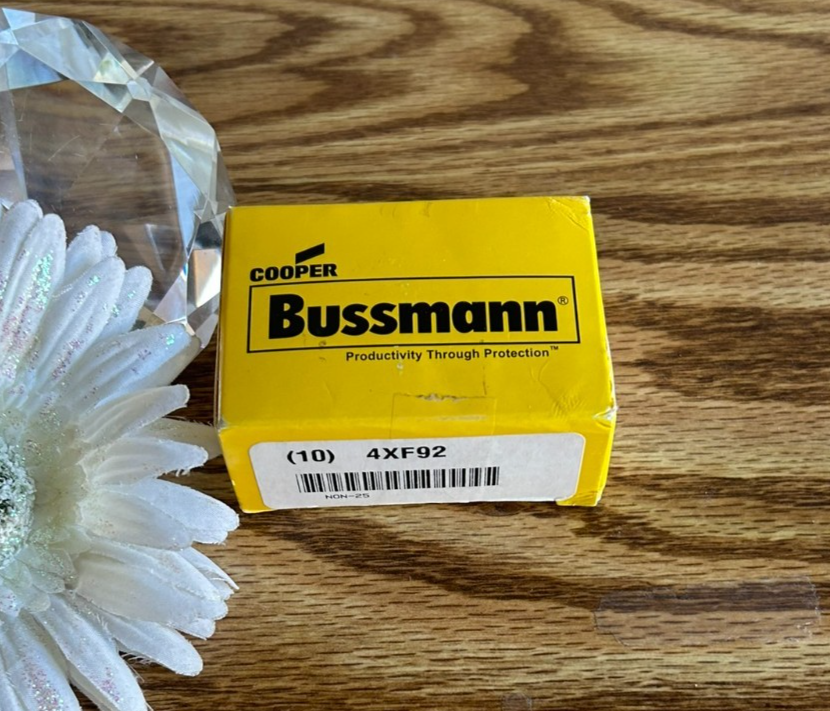 COOPER
Bussmann®
Productivity Through Protection™
(10) 4XF92
NON-25